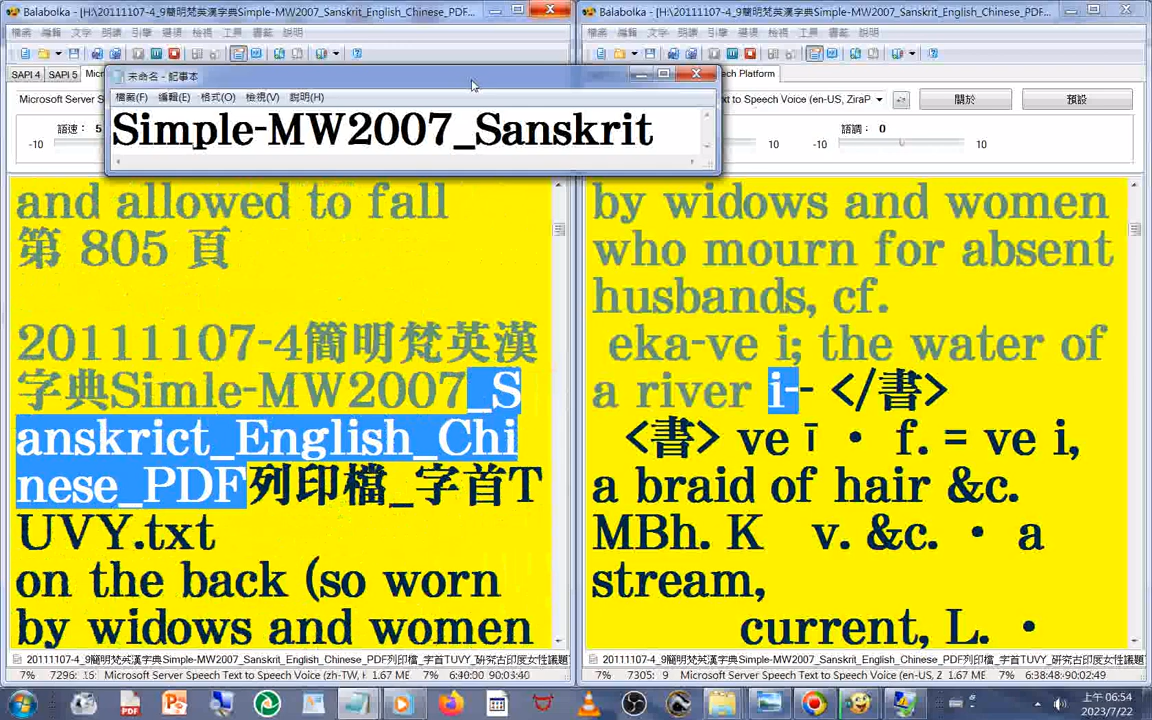 Balabolka - [H:\20111107-4_9簡明梵英漢字典Simple-MW2007_Sanskrit_English_Chinese_PDF...
Balabolka - [H:\20111107-4_9簡明梵英漢字典Simple-MW2007_Sanskrit_English_Chinese_PDF...
檔案 編輯 文字 朗讀 引擎 選項 檢視 工具 書籤 說明
檔案 編輯 文字 朗讀 引擎 選項 檢視 工具 書籤 說明
SAPI 4 SAPI 5
未命名 - 記事本
檔案(F) 編輯(E) 格式(O) 檢視(V) 說明(H)
Simple-MW2007_Sanskrit
Microsoft Server S
語速： 5
-10
ech Platform
t to Speech Voice (en-US, ZiraP
關於
預設
語調： 0
10
-10
10
and allowed to fall
第 805 頁
20111107-4簡明梵英漢
字典Simle-MW2007_S
anskrict_English_Chi
nese_PDF列印檔_字首T
UVY.txt
on the back (so worn
by widows and women
by widows and women
who mourn for absent
husbands, cf.
eka-ve i; the water of
a river i-- </書>
<書> ve ī • f. = ve i,
a braid of hair &c.
MBh. K v. &c. • a
stream,
current, L. •
20111107-4_9簡明梵英漢字典Simple-MW2007_Sanskrit_English_Chinese_PDF列印檔_字首TUVY_研究古印度女性議題
20111107-4_9簡明梵英漢字典Simple-MW2007_Sanskrit_English_Chinese_PDF列印檔_字首TUVY_研究古印度女性議題
7% 7296: 15 Microsoft Server Speech Text to Speech Voice (zh-TW, H 1.67 ME 7% 6:40:00 90:03:40
7% 7305: 9 Microsoft Server Speech Text to Speech Voice (en-US, Z 1.67 ME 7% 6:38:48 90:02:49
上午 06:54
2023/7/22